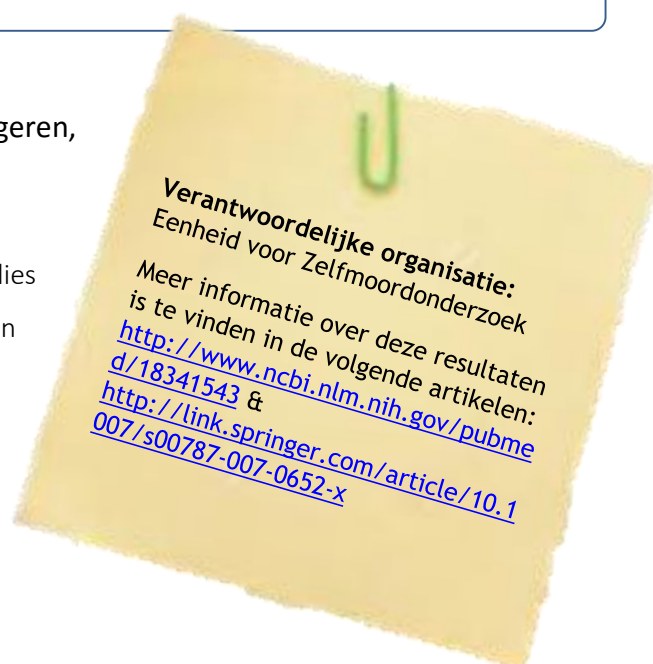 geren,
lies
n
Verantwoordelijke organisatie:
Eenheid voor Zelfmoordonderzoek
Meer informatie over deze resultaten
is te vinden in de volgende artikelen:
http://www.ncbi.nlm.nih.gov/pubme
d/18341543 &
http://link.springer.com/article/10.1
007/s00787-007-0652-x